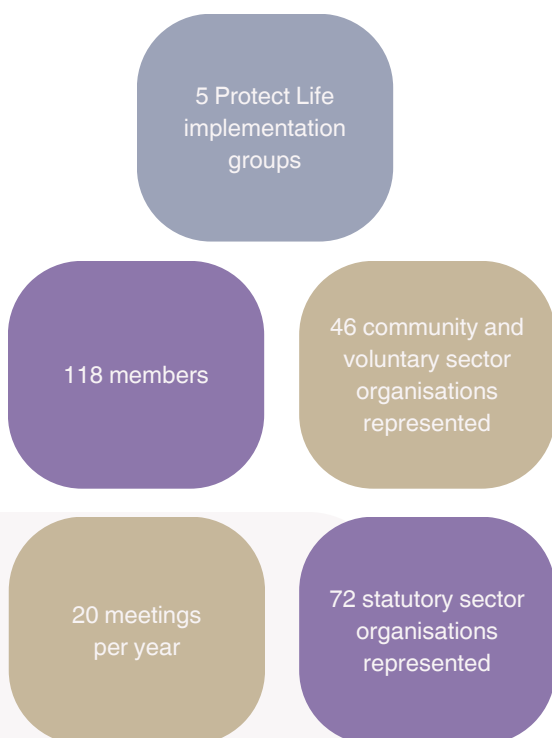 5 Protect Life
implementation
groups
118 members
46 community and
voluntary sector
organisations
represented
20 meetings
per year
72 statutory sector
organisations
represented